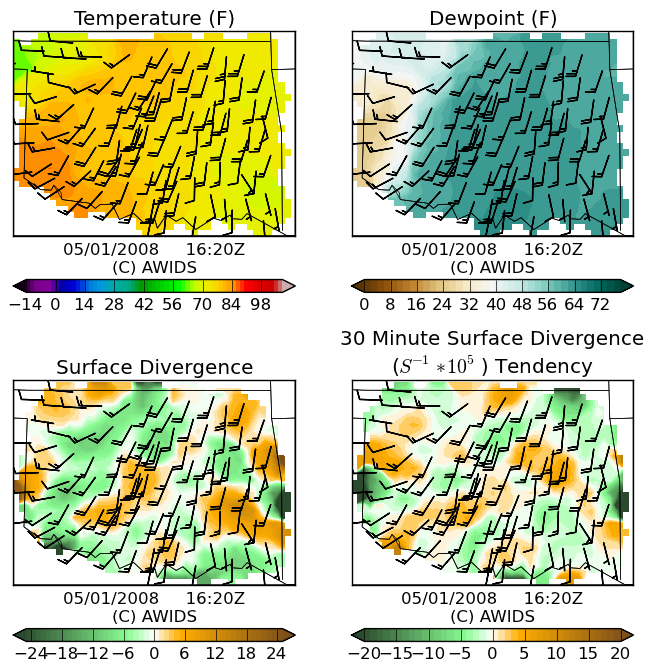 Temperature (F)
Dewpoint (F)
05/01/2008 16:20Z
(C) AWIDS
05/01/2008 16:20Z
(C) AWIDS
−14 0 14 28 42 56 70 84 98
0 8 16 24 32 40 48 56 64 72
Surface Divergence
30 Minute Surface Divergence
(S⁻¹ *10⁵ ) Tendency
05/01/2008 16:20Z
(C) AWIDS
05/01/2008 16:20Z
(C) AWIDS
−24−18−12 −6 0 6 12 18 24
−20−15−10 −5 0 5 10 15 20